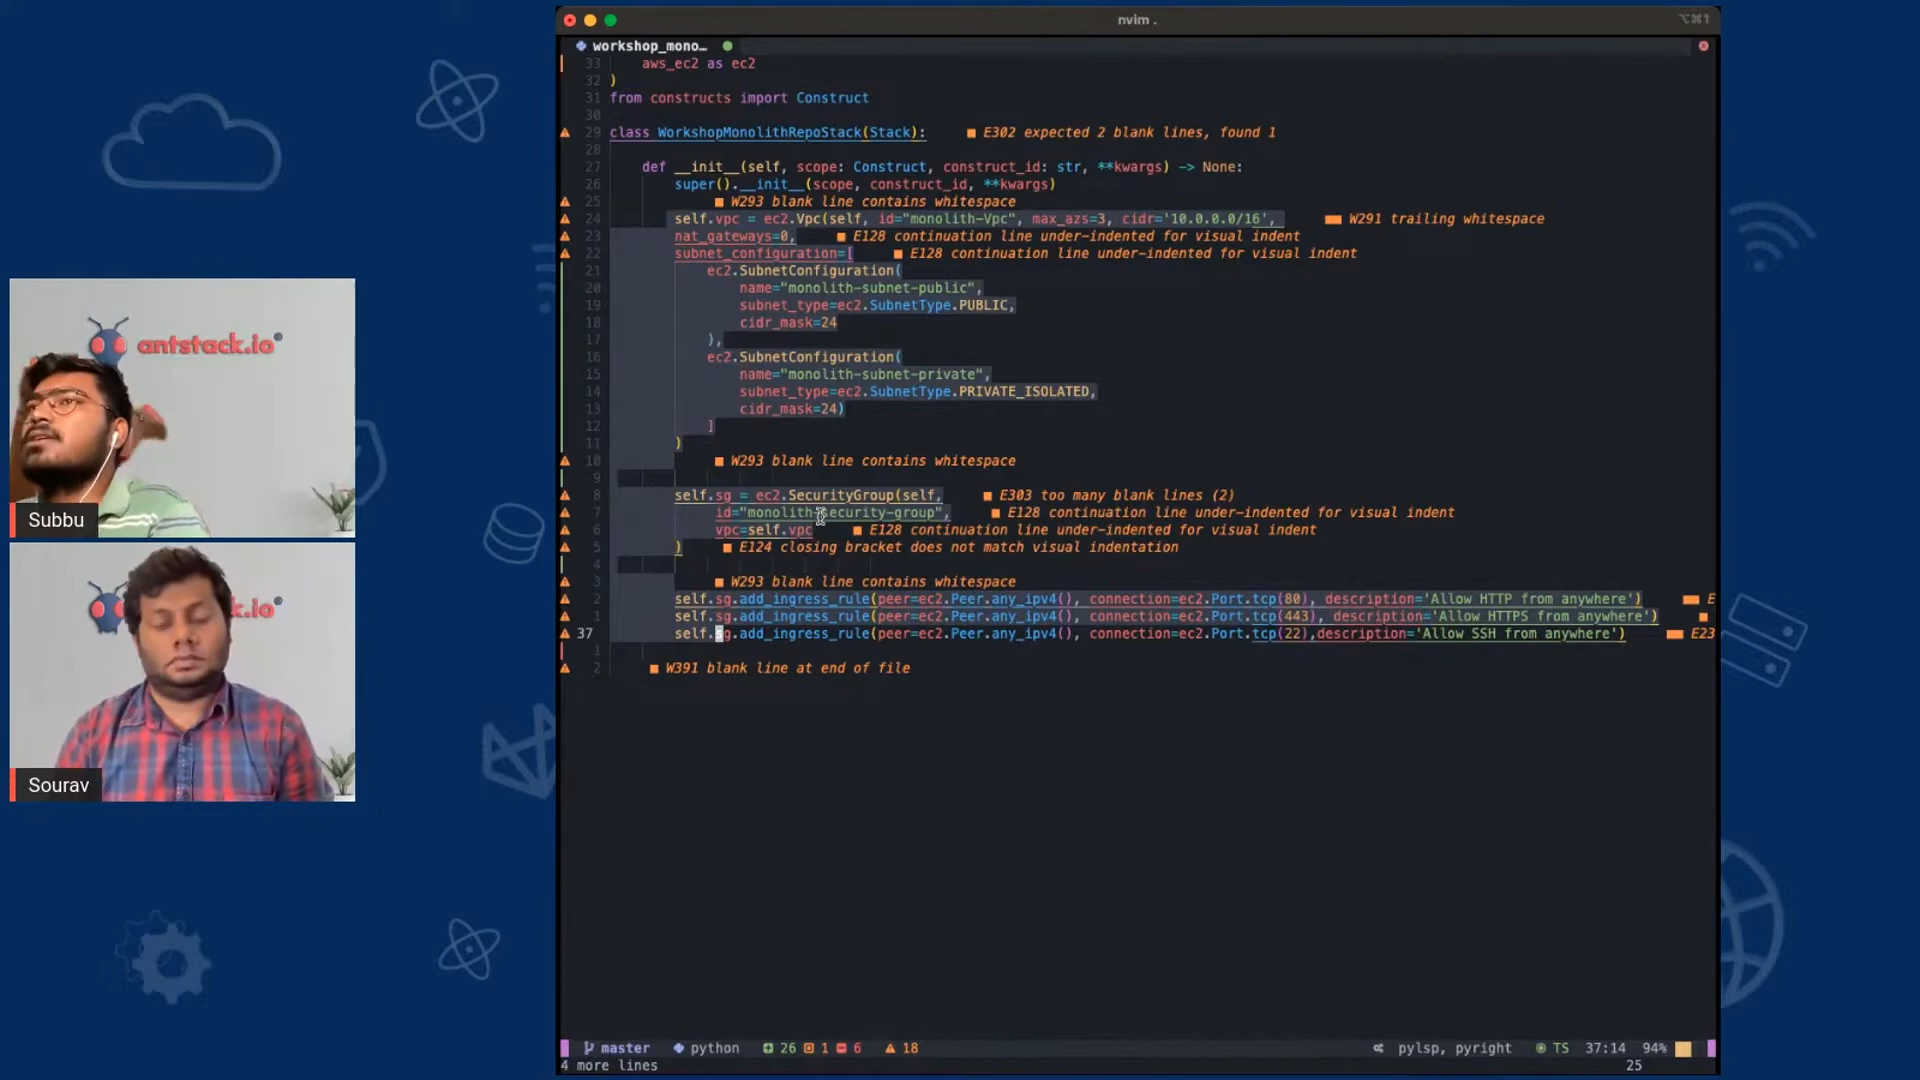 nvim .
⌥⌘1
workshop_mono…
33 aws_ec2 as ec2
32 )
31 from constructs import Construct
30
29 class WorkshopMonolithRepoStack(Stack): ■ E302 expected 2 blank lines, found 1
28
27 def __init__(self, scope: Construct, construct_id: str, **kwargs) -> None:
26 super().__init__(scope, construct_id, **kwargs)
25 ■ W293 blank line contains whitespace
24 self.vpc = ec2.Vpc(self, id="monolith-Vpc", max_azs=3, cidr='10.0.0.0/16', ■■ W291 trailing whitespace
23 nat_gateways=0, ■ E128 continuation line under-indented for visual indent
22 subnet_configuration=[ ■ E128 continuation line under-indented for visual indent
21 ec2.SubnetConfiguration(
20 name="monolith-subnet-public",
19 subnet_type=ec2.SubnetType.PUBLIC,
18 cidr_mask=24
17 ),
16 ec2.SubnetConfiguration(
15 name="monolith-subnet-private",
14 subnet_type=ec2.SubnetType.PRIVATE_ISOLATED,
13 cidr_mask=24)
12 ]
11 )
10 ■ W293 blank line contains whitespace
9
8 self.sg = ec2.SecurityGroup(self, ■ E303 too many blank lines (2)
7 id="monolith-security-group", ■ E128 continuation line under-indented for visual indent
6 vpc=self.vpc ■ E128 continuation line under-indented for visual indent
5 ) ■ E124 closing bracket does not match visual indentation
4
3 ■ W293 blank line contains whitespace
2 self.sg.add_ingress_rule(peer=ec2.Peer.any_ipv4(), connection=ec2.Port.tcp(80), description='Allow HTTP from anywhere') ■■ E
1 self.sg.add_ingress_rule(peer=ec2.Peer.any_ipv4(), connection=ec2.Port.tcp(443), description='Allow HTTPS from anywhere') ■
37 self.sg.add_ingress_rule(peer=ec2.Peer.any_ipv4(), connection=ec2.Port.tcp(22),description='Allow SSH from anywhere') ■■ E23
1
2 ■ W391 blank line at end of file
master python 26 1 6 18 pylsp, pyright TS 37:14 94%
4 more lines 25
antstack.io
Subbu
k.io
Sourav